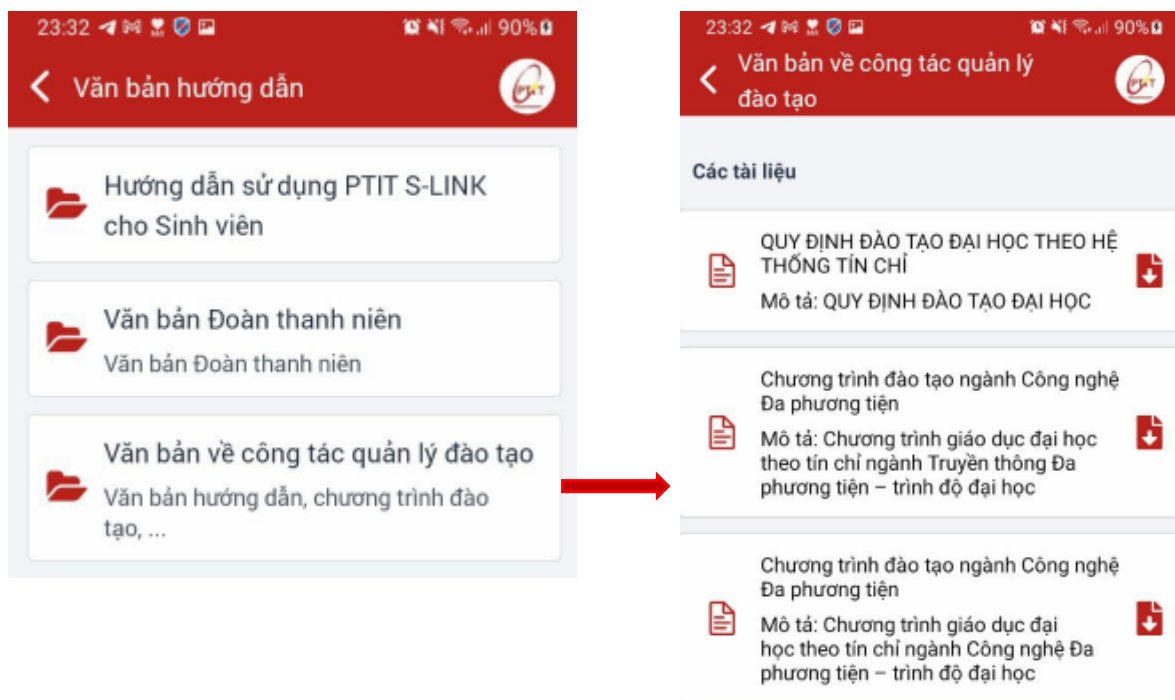 23:32
90%
Văn bản hướng dẫn
PTIT
Hướng dẫn sử dụng PTIT S-LINK
cho Sinh viên
Văn bản Đoàn thanh niên
Văn bản Đoàn thanh niên
Văn bản về công tác quản lý đào tạo
Văn bản hướng dẫn, chương trình đào
tạo, ...
23:32
90%
Văn bản về công tác quản lý
đào tạo
PTIT
Các tài liệu
QUY ĐỊNH ĐÀO TẠO ĐẠI HỌC THEO HỆ
THỐNG TÍN CHỈ
Mô tả: QUY ĐỊNH ĐÀO TẠO ĐẠI HỌC
Chương trình đào tạo ngành Công nghệ
Đa phương tiện
Mô tả: Chương trình giáo dục đại học
theo tín chỉ ngành Truyền thông Đa
phương tiện – trình độ đại học
Chương trình đào tạo ngành Công nghệ
Đa phương tiện
Mô tả: Chương trình giáo dục đại
học theo tín chỉ ngành Công nghệ Đa
phương tiện – trình độ đại học